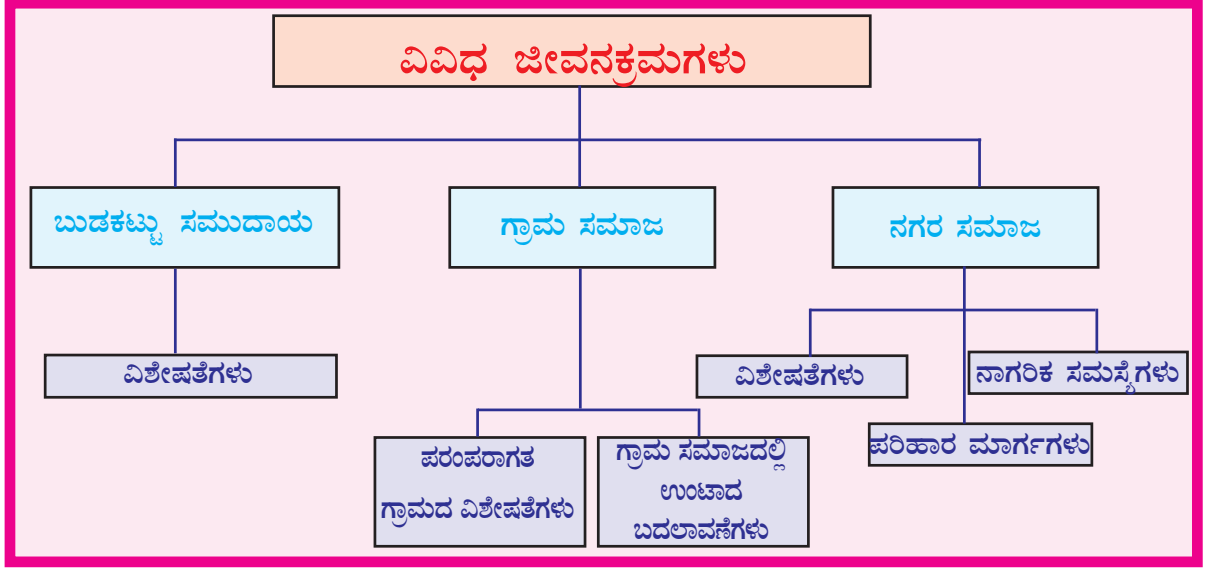 ವಿವಿಧ ಜೀವನಕ್ರಮಗಳು
ಬುಡಕಟ್ಟು ಸಮುದಾಯ
ಗ್ರಾಮ ಸಮಾಜ
ನಗರ ಸಮಾಜ
ವಿಶೇಷತೆಗಳು
ವಿಶೇಷತೆಗಳು
ನಾಗರಿಕ ಸಮಸ್ಯೆಗಳು
ಪರಂಪರಾಗತ
ಗ್ರಾಮದ ವಿಶೇಷತೆಗಳು
ಗ್ರಾಮ ಸಮಾಜದಲ್ಲಿ
ಉಂಟಾದ
ಬದಲಾವಣೆಗಳು
ಪರಿಹಾರ ಮಾರ್ಗಗಳು